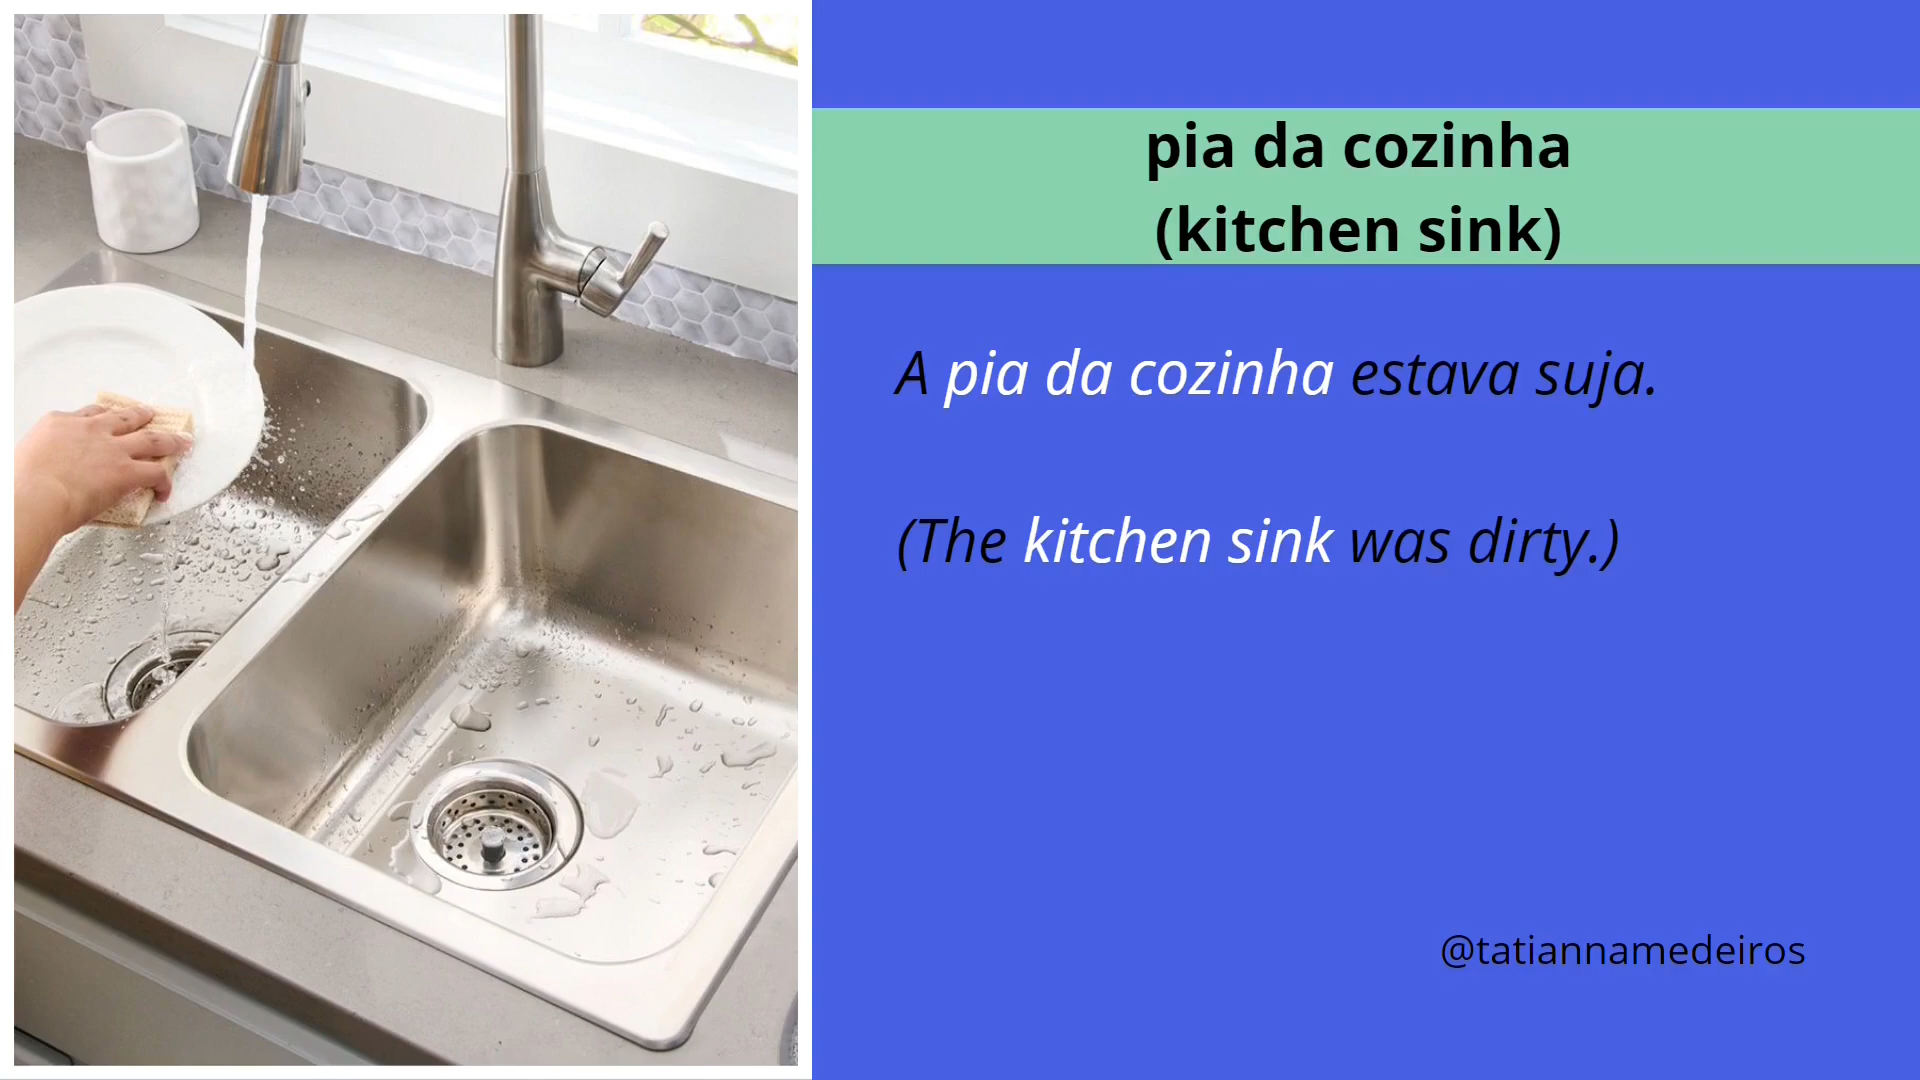 pia da cozinha
(kitchen sink)
A pia da cozinha estava suja.
(The kitchen sink was dirty.)
@tatiannamedeiros